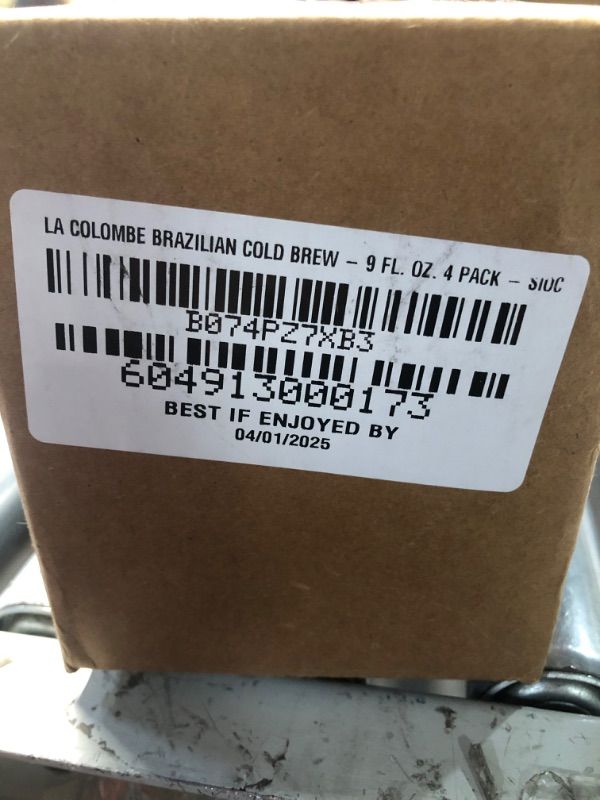 LA COLOMBE BRAZILIAN COLD BREW – 9 FL. OZ. 4 PACK – SIOC
B074PZ7XB3
604913000173
BEST IF ENJOYED BY
04/01/2025